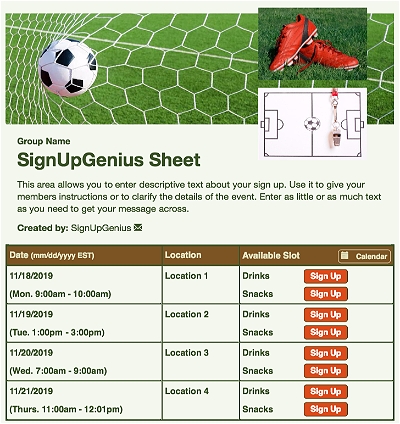 Group Name
SignUpGenius Sheet
This area allows you to enter descriptive text about your sign up. Use it to give your
members instructions or to clarify the details of the event. Enter as little or as much text
as you need to get your message across.
Created by: SignUpGenius
Date (mm/dd/yyyy EST) Location Available Slot Calendar
11/18/2019 Location 1 Drinks Sign Up
(Mon. 9:00am - 10:00am) Snacks Sign Up
11/19/2019 Location 2 Drinks Sign Up
(Tue. 1:00pm - 3:00pm) Snacks Sign Up
11/20/2019 Location 3 Drinks Sign Up
(Wed. 7:00am - 9:00am) Snacks Sign Up
11/21/2019 Location 4 Drinks Sign Up
(Thurs. 11:00am - 12:01pm) Snacks Sign Up